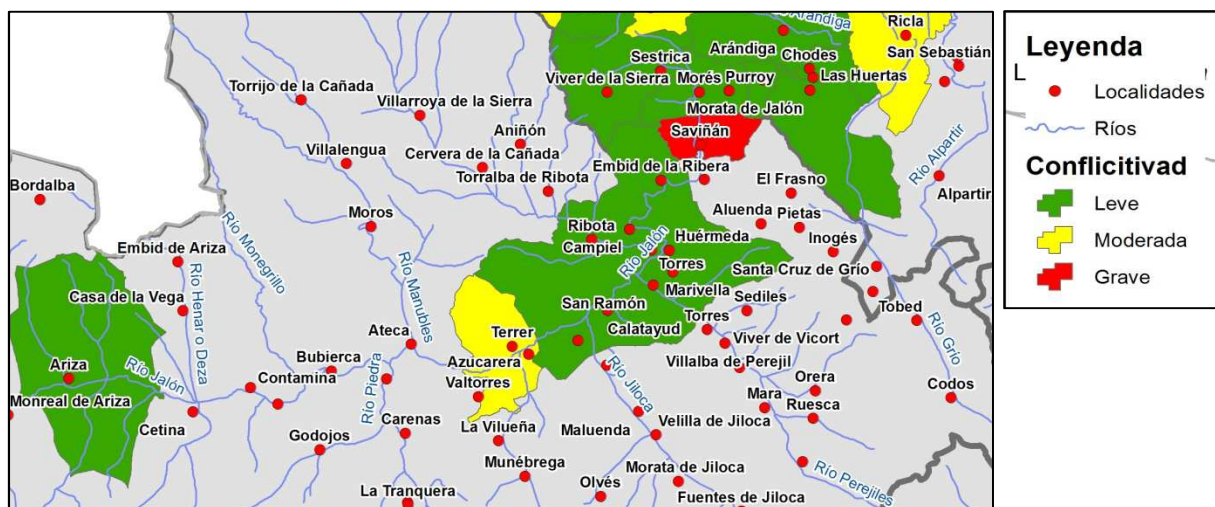 Río Arándiga
Ricla
Arándiga
Chodes
San Sebastián
Sestrica
Viver de la Sierra
Morés
Purroy
Las Huertas
Torrijo de la Cañada
Villarroya de la Sierra
Morata de Jalón
Aniñón
Saviñán
Villalengua
Cervera de la Cañada
Embid de la Ribera
Torralba de Ribota
El Frasno
Río Alpartir
Alpartir
Bordalba
Moros
Ribota
Campiel
Aluenda
Pietas
Huérmeda
Inogés
Embid de Ariza
Río Monegrillo
Río Jalón
Torres
Santa Cruz de Grío
Casa de la Vega
Río Henar o Deza
Río Manubles
Marivella
Sediles
San Ramón
Tobed
Ateca
Terrer
Calatayud
Torres
Viver de Vicort
Río Grío
Bubierca
Azucarera
Villalba de Perejil
Ariza
Río Jalón
Contamina
Río Piedra
Valtorres
Río Jiloca
Orera
Codos
Monreal de Ariza
Mara
Ruesca
Cetina
Carenas
Godojos
La Vilueña
Maluenda
Velilla de Jiloca
Munébrega
Morata de Jiloca
Río Perejiles
La Tranquera
Olvés
Fuentes de Jiloca
Leyenda
Localidades
Ríos
Conflicitivad
Leve
Moderada
Grave